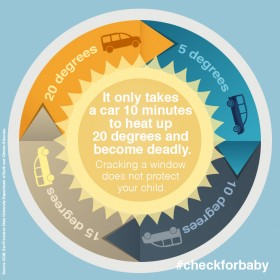 It only takes
a car 10 minutes
to heat up
20 degrees and
become deadly.
Cracking a window
does not protect
your child.
5 degrees
10 degrees
15 degrees
20 degrees
#checkforbaby